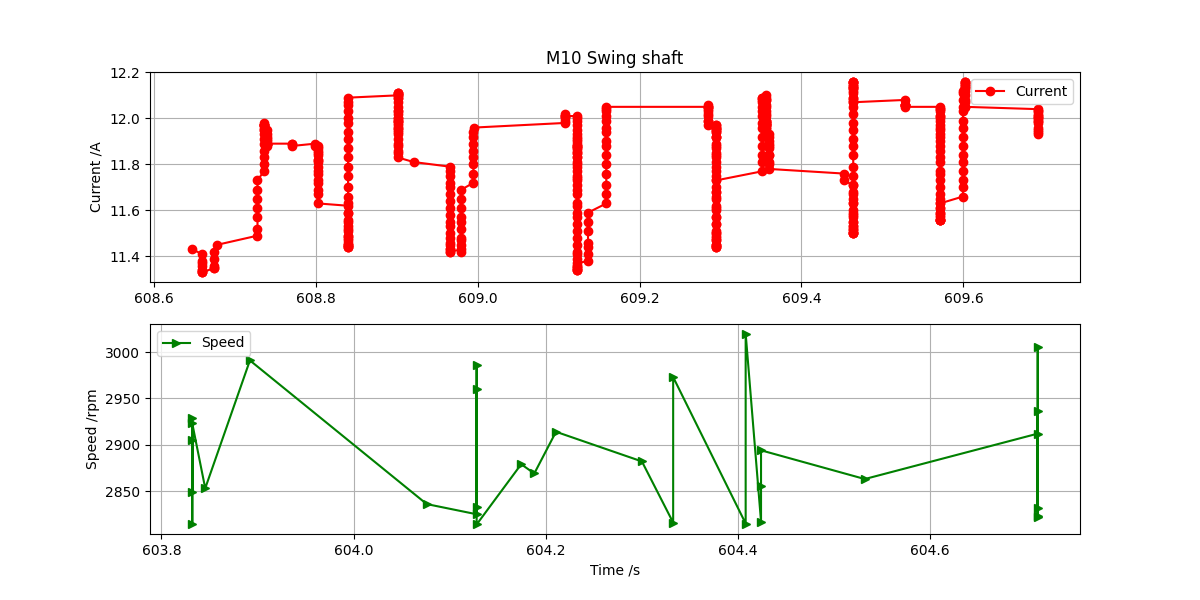 M10 Swing shaft
Current /A
12.2
12.0
11.8
11.6
11.4
Current
608.6 608.8 609.0 609.2 609.4 609.6
Speed /rpm
3000
2950
2900
2850
Speed
603.8 604.0 604.2 604.4 604.6
Time /s